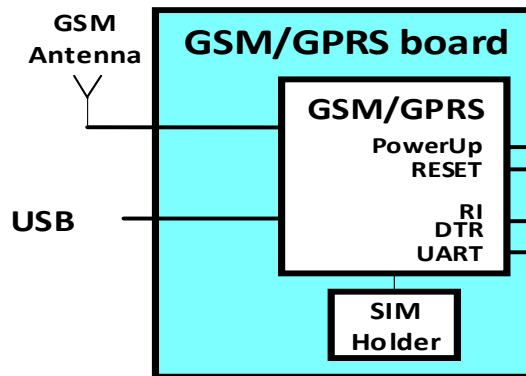 GSM
Antenna
GSM/GPRS board
GSM/GPRS
PowerUp
RESET
USB
RI
DTR
UART
SIM
Holder